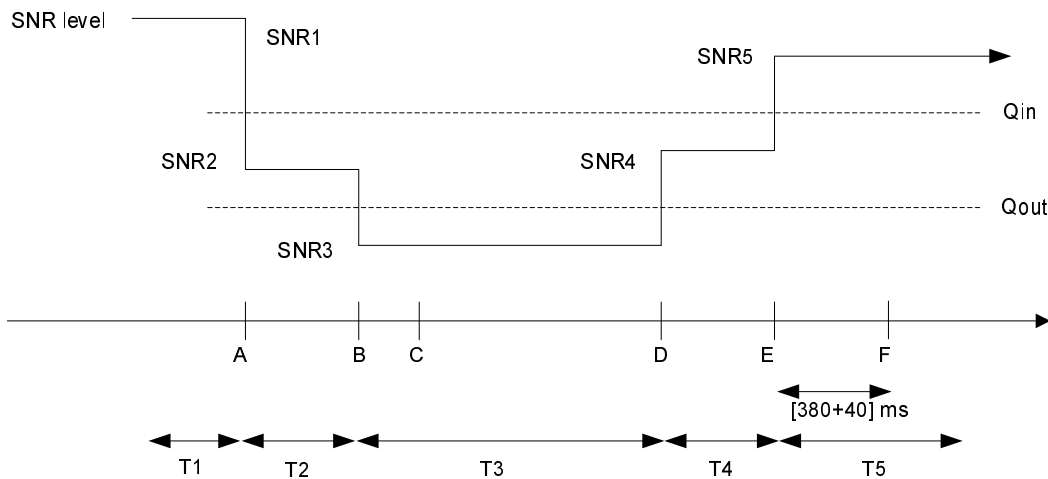 SNR level
SNR1
SNR5
Qin
SNR2
SNR4
Qout
SNR3
A
B
C
D
E
F
[380+40] ms
T1
T2
T3
T4
T5